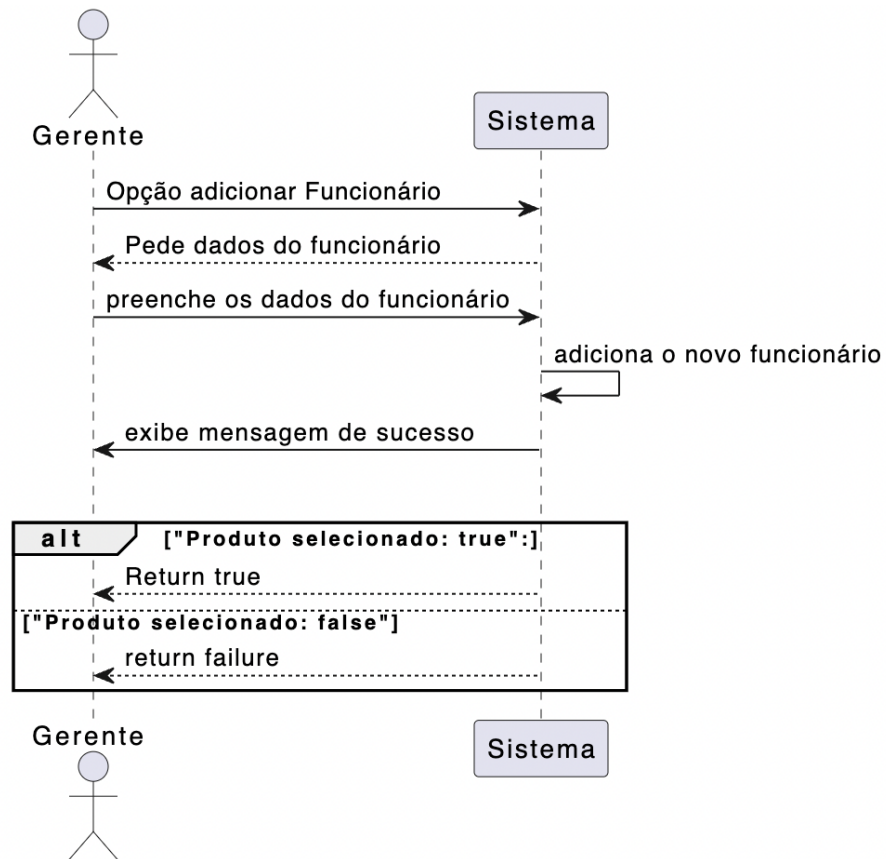 Gerente
Sistema
Opção adicionar Funcionário
Pede dados do funcionário
preenche os dados do funcionário
adiciona o novo funcionário
exibe mensagem de sucesso
alt ["Produto selecionado: true":]
Return true
["Produto selecionado: false"]
return failure
Gerente
Sistema